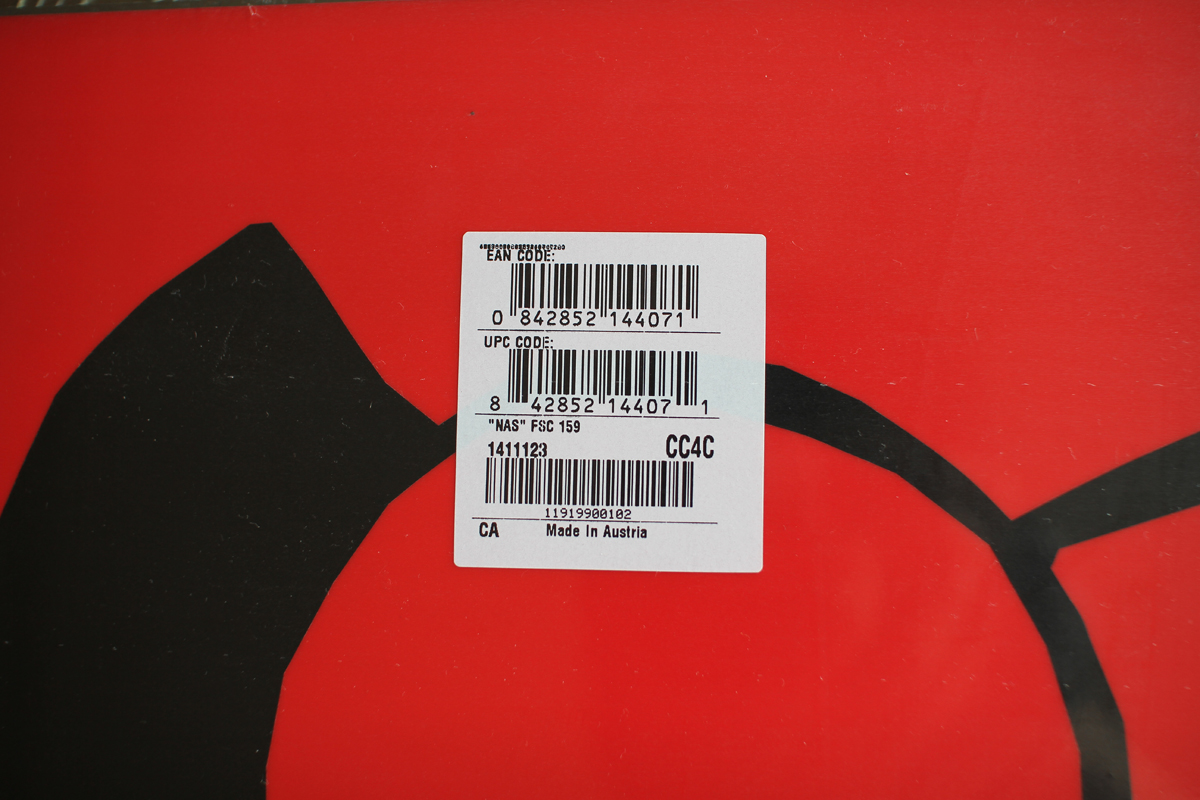 EAN CODE:
0 842852 144071
UPC CODE:
8 42852 14407 1
"NAS" FSC 159
1411123 CC4C
11919900102
CA Made In Austria